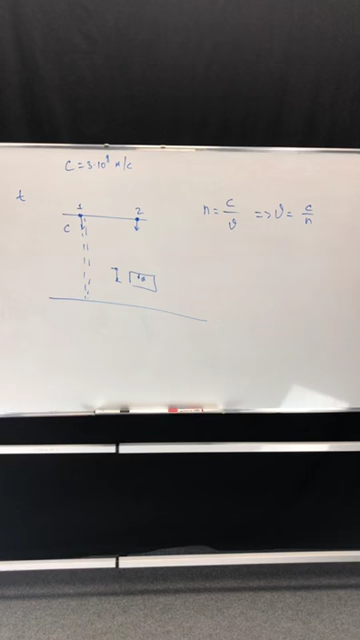 C = 3·10⁸ м/с
t
1 2
n = c/ϑ => ϑ = c/n
C